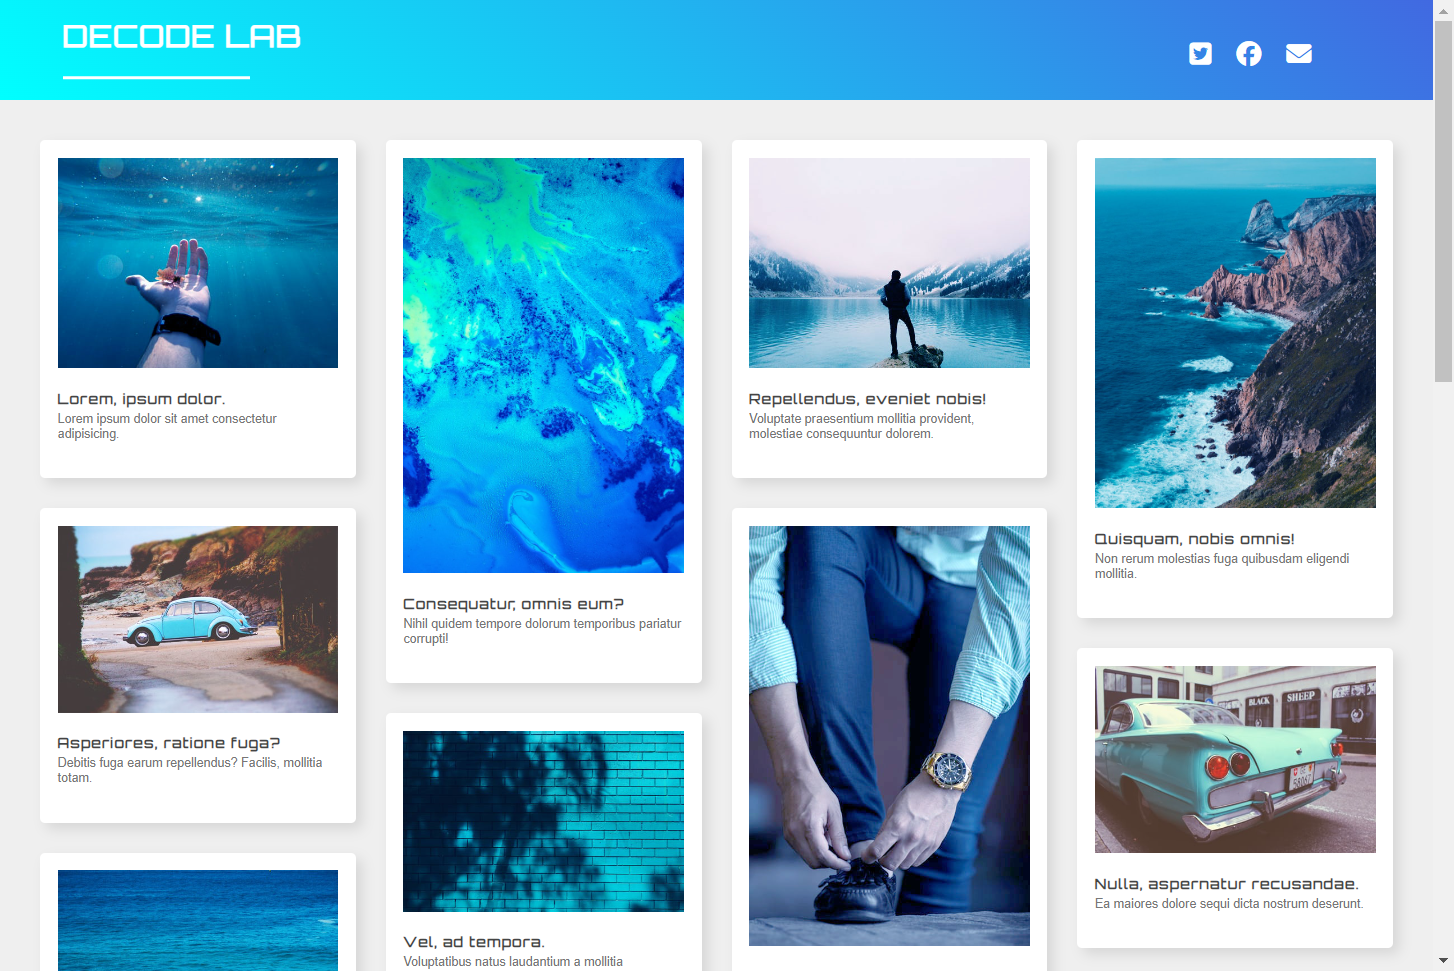 DECODE LAB
Lorem, ipsum dolor.
Lorem ipsum dolor sit amet consectetur
adipisicing.
Asperiores, ratione fuga?
Debitis fuga earum repellendus? Facilis, mollitia
totam.
Consequatur, omnis eum?
Nihil quidem tempore dolorum temporibus pariatur
corrupti!
Vel, ad tempora.
Voluptatibus natus laudantium a mollitia
Repellendus, eveniet nobis!
Voluptate praesentium mollitia provident,
molestiae consequuntur dolorem.
Quisquam, nobis omnis!
Non rerum molestias fuga quibusdam eligendi
mollitia.
BLACK SHEEP
Nulla, aspernatur recusandae.
Ea maiores dolore sequi dicta nostrum deserunt.